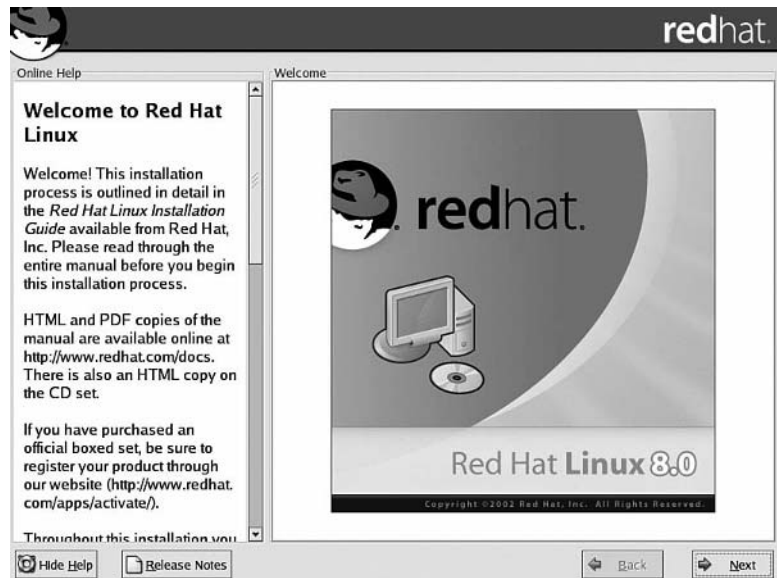 redhat.
Online Help
Welcome to Red Hat
Linux
Welcome! This installation
process is outlined in detail in
the Red Hat Linux Installation
Guide available from Red Hat,
Inc. Please read through the
entire manual before you begin
this installation process.
HTML and PDF copies of the
manual are available online at
http://www.redhat.com/docs.
There is also an HTML copy on
the CD set.
If you have purchased an
official boxed set, be sure to
register your product through
our website (http://www.redhat.
com/apps/activate/).
Throughout this installation you
Welcome
redhat.
Red Hat Linux 8.0
Copyright ©2002 Red Hat, Inc. All Rights Reserved.
Hide Help
Release Notes
Back
Next